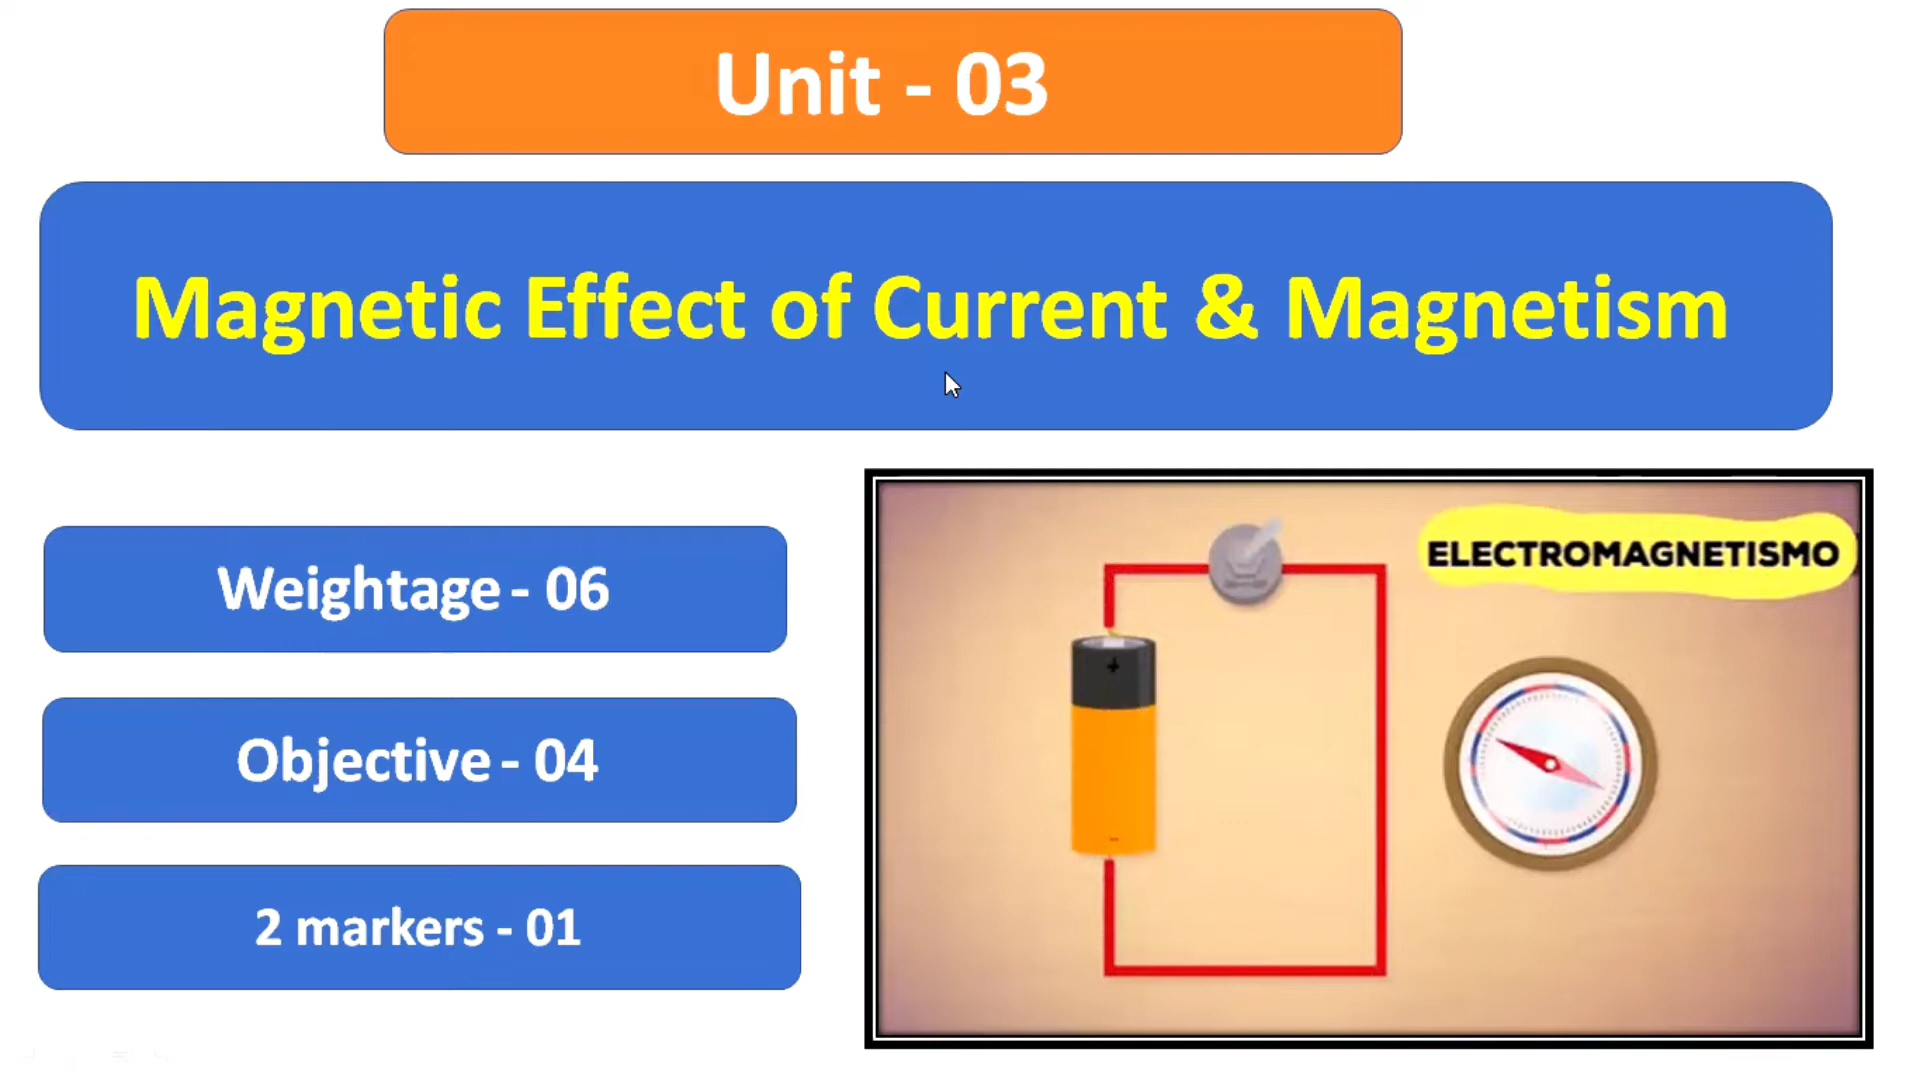 Unit - 03
Magnetic Effect of Current & Magnetism
Weightage - 06
Objective - 04
2 markers - 01
ELECTROMAGNETISMO
+
-